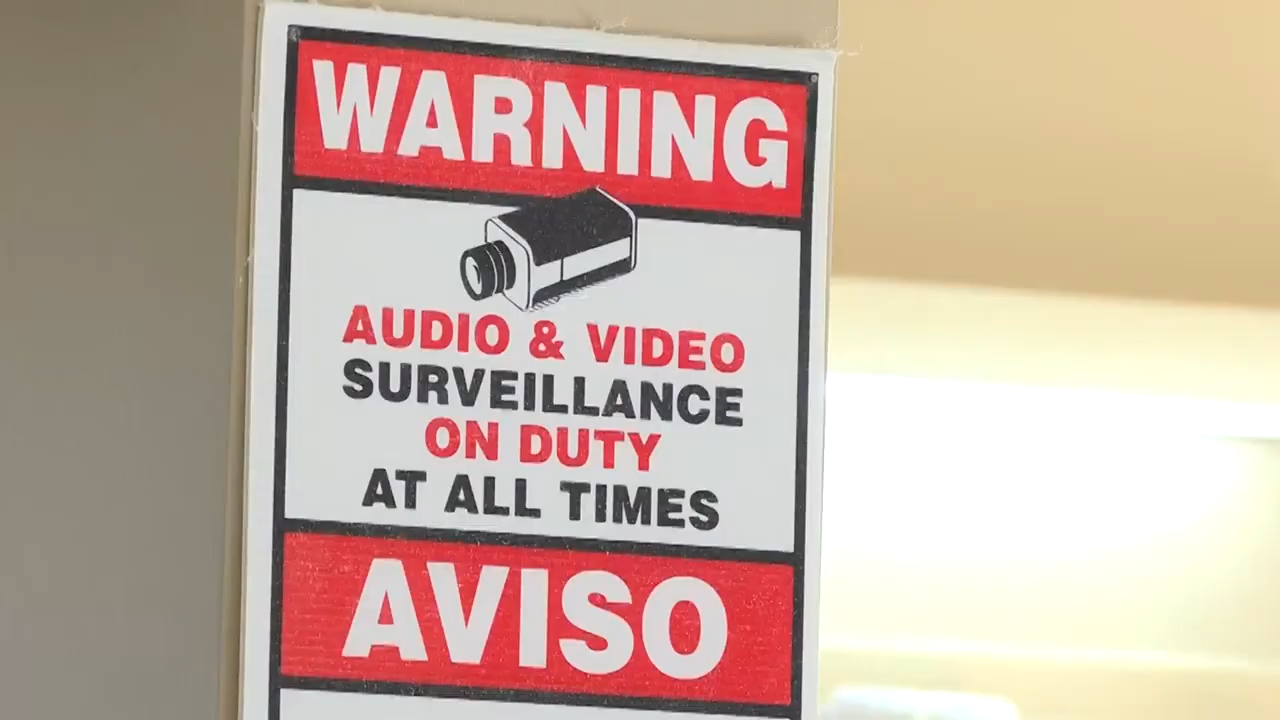 WARNING
AUDIO & VIDEO
SURVEILLANCE
ON DUTY
AT ALL TIMES
AVISO